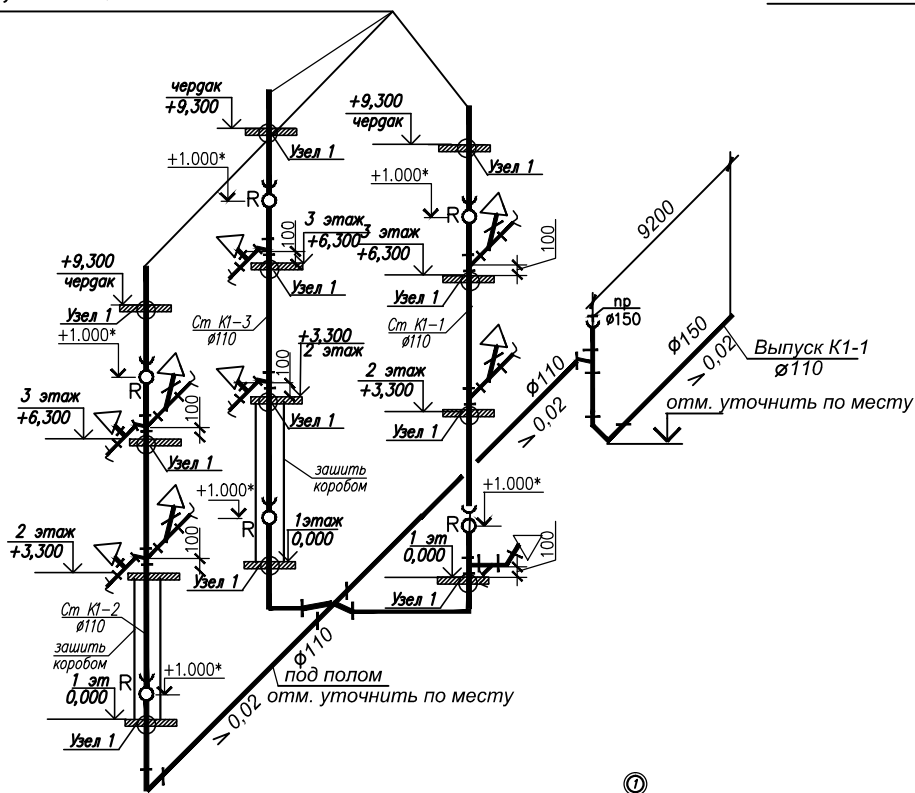 чердак
+9,300
Узел 1
+1.000*
R
3 этаж
+6,300
100
Узел 1
Ст К1-3
ø110
+3,300
2 этаж
100
Узел 1
зашить
коробом
+1.000*
R
1этаж
0,000
Узел 1
+9,300
чердак
Узел 1
+1.000*
R
3 этаж
+6,300
100
Узел 1
Ст К1-1
ø110
2 этаж
+3,300
Узел 1
+1.000*
R
1 эт
0,000
100
Узел 1
+9,300
чердак
Узел 1
+1.000*
R
3 этаж
+6,300
100
Узел 1
2 этаж
+3,300
100
Ст К1-2
ø110
зашить
коробом
+1.000*
R
1 эт
0,000
Узел 1
ø110
> 0,02
под полом
отм. уточнить по месту
ø110
> 0,02
9200
пр
ø150
ø150
> 0,02
Выпуск К1-1
ø110
отм. уточнить по месту
1